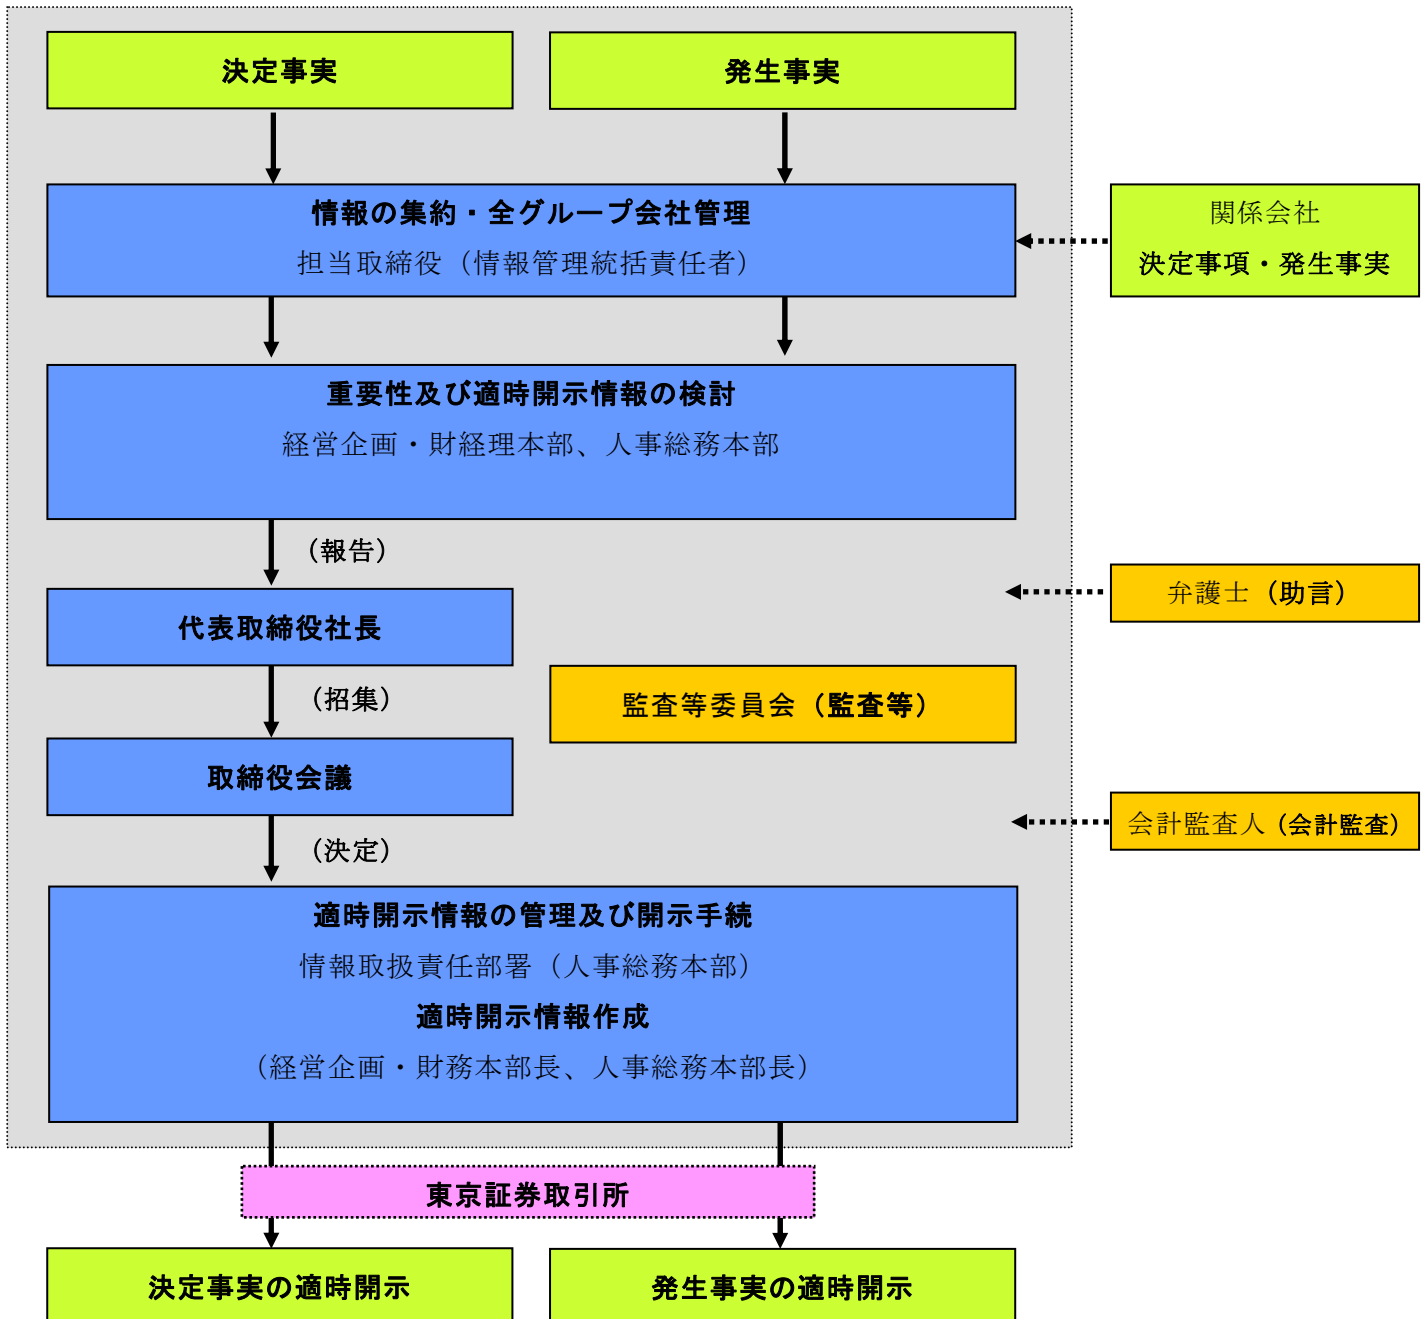 決定事実
発生事実
情報の集約・全グループ会社管理
担当取締役（情報管理統括責任者）
関係会社
決定事項・発生事実
重要性及び適時開示情報の検討
経営企画・財経理本部、人事総務本部
（報告）
弁護士（助言）
代表取締役社長
（招集）
監査等委員会（監査等）
取締役会議
会計監査人（会計監査）
（決定）
適時開示情報の管理及び開示手続
情報取扱責任部署（人事総務本部）
適時開示情報作成
（経営企画・財務本部長、人事総務本部長）
東京証券取引所
決定事実の適時開示
発生事実の適時開示